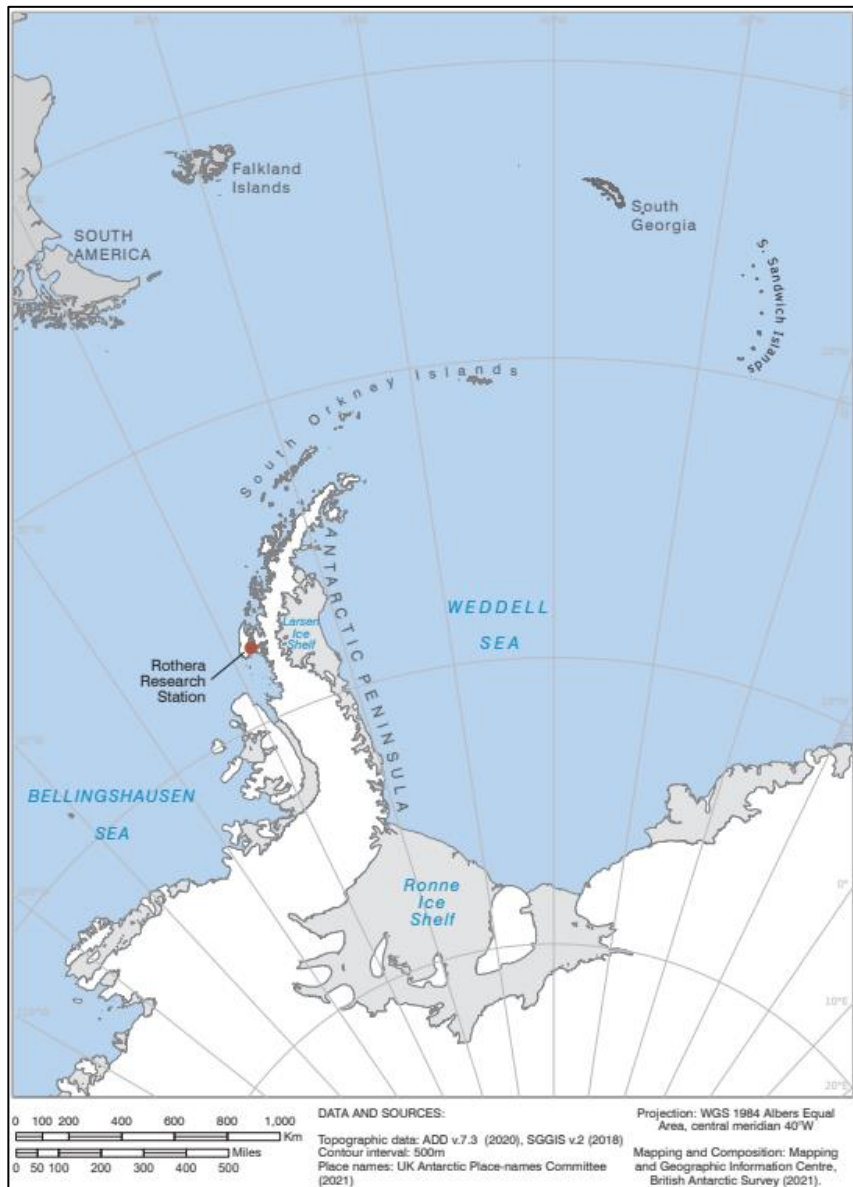 Falkland
Islands
SOUTH
AMERICA
South
Georgia
S. Sandwich Islands
South Orkney Islands
ANTARCTIC PENINSULA
Larsen
Ice
Shelf
WEDDELL
SEA
Rothera
Research
Station
BELLINGSHAUSEN
SEA
Ronne
Ice
Shelf
0°
10°E
20°E
0 100 200 400 600 800 1,000
Km
Miles
0 50 100 200 300 400 500
DATA AND SOURCES:
Topographic data: ADD v.7.3 (2020), SGGIS v.2 (2018)
Contour interval: 500m
Place names: UK Antarctic Place-names Committee
(2021)
Projection: WGS 1984 Albers Equal
Area, central meridian 40°W
Mapping and Composition: Mapping
and Geographic Information Centre,
British Antarctic Survey (2021).